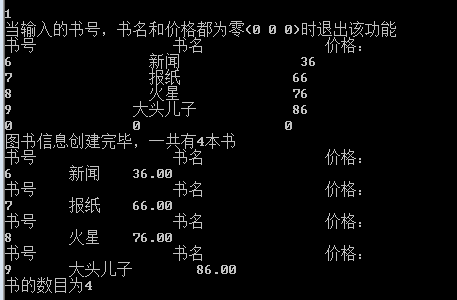 1
当输入的书号，书名和价格都为零(0 0 0)时退出该功能
书号 书名 价格：
6 新闻 36
7 报纸 66
8 火星 76
9 大头儿子 86
0 0 0
图书信息创建完毕，一共有4本书
书号 书名 价格：
6 新闻 36.00
书号 书名 价格：
7 报纸 66.00
书号 书名 价格：
8 火星 76.00
书号 书名 价格：
9 大头儿子 86.00
书的数目为4